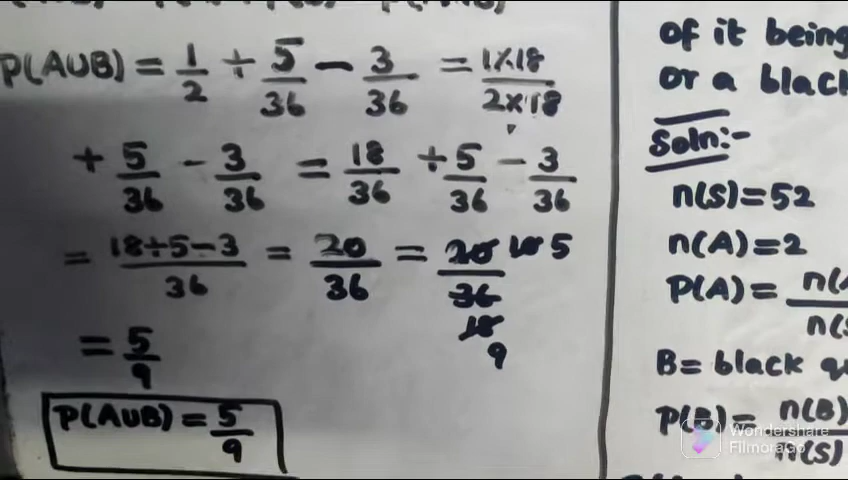 P(AUB) = 1/2 + 5/36 - 3/36 = 1×18/2×18
+ 5/36 - 3/36 = 18/36 + 5/36 - 3/36
= 18+5-3/36 = 20/36 = 20 10 5/36 18 9
= 5/9
P(AUB) = 5/9
of it being
or a black
Soln:-
n(S)=52
n(A)=2
P(A)=
B= black
P(B)= n(B)/n(S)
Wondershare
FilmoraGo